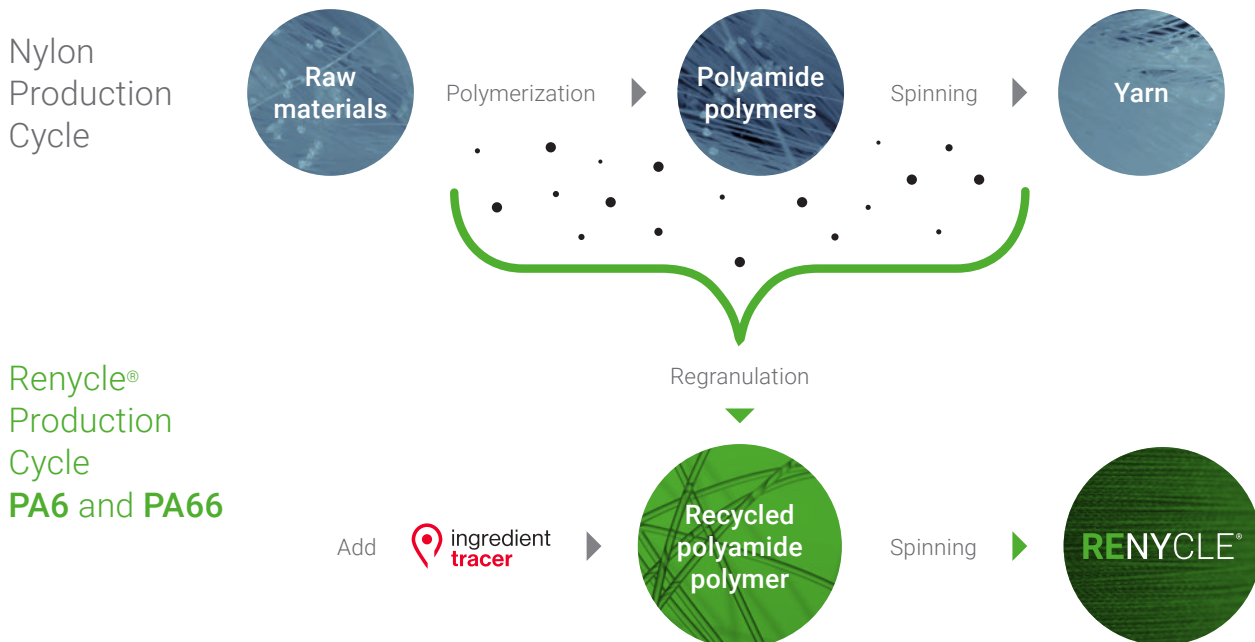 Nylon
Production
Cycle
Raw
materials
Polymerization
Polyamide
polymers
Spinning
Yarn
Regranulation
Renycle®
Production
Cycle
PA6 and PA66
Add
ingredient
tracer
Recycled
polyamide
polymer
Spinning
RENYCLE®